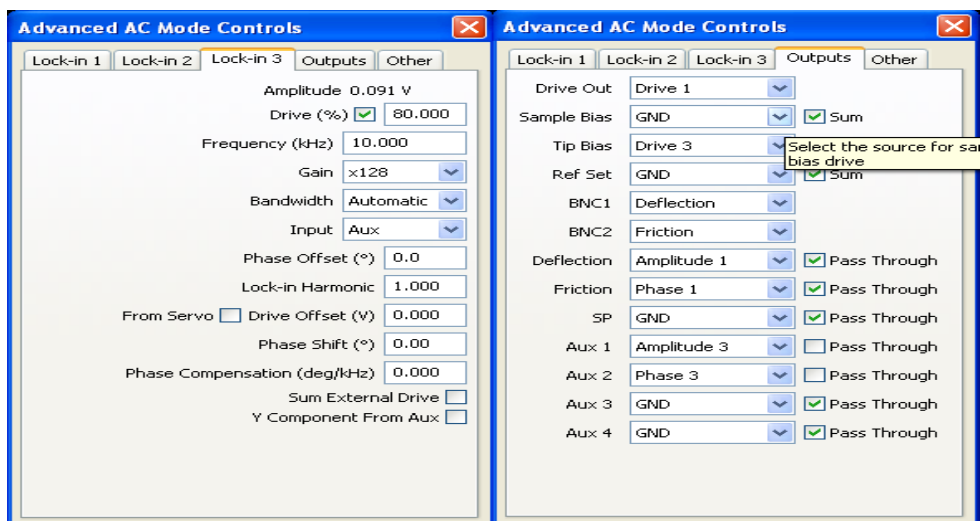 Advanced AC Mode Controls
Lock-in 1 Lock-in 2 Lock-in 3 Outputs Other
Amplitude 0.091 V
Drive (%) 80.000
Frequency (kHz) 10.000
Gain x128
Bandwidth Automatic
Input Aux
Phase Offset (°) 0.0
Lock-in Harmonic 1.000
From Servo Drive Offset (V) 0.000
Phase Shift (°) 0.00
Phase Compensation (deg/kHz) 0.000
Sum External Drive
Y Component From Aux
Advanced AC Mode Controls
Lock-in 1 Lock-in 2 Lock-in 3 Outputs Other
Drive Out Drive 1
Sample Bias GND Sum
Tip Bias Drive 3
Select the source for sa
bias drive
Ref Set GND Sum
BNC1 Deflection
BNC2 Friction
Deflection Amplitude 1 Pass Through
Friction Phase 1 Pass Through
SP GND Pass Through
Aux 1 Amplitude 3 Pass Through
Aux 2 Phase 3 Pass Through
Aux 3 GND Pass Through
Aux 4 GND Pass Through